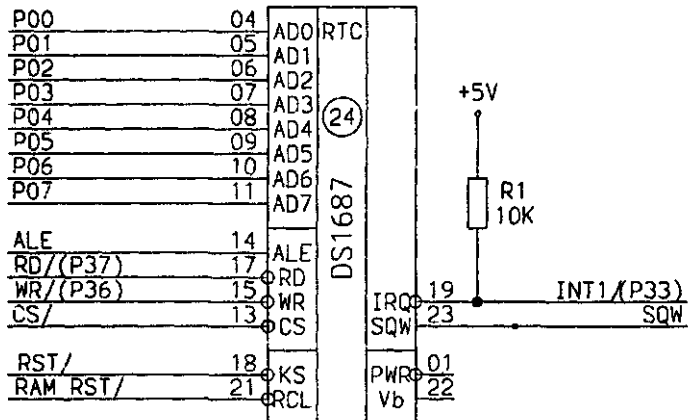 P00 04 AD0 RTC
P01 05 AD1
P02 06 AD2
P03 07 AD3 +5V
P04 08 AD4 24
P05 09 AD5
P06 10 AD6 R1
P07 11 AD7 10K
DS1687
ALE 14 ALE
RD/(P37) 17 RD
WR/(P36) 15 WR IRQ 19 INT1/(P33)
CS/ 13 CS SQW 23 SQW
RST/ 18 KS PWR 01
RAM RST/ 21 RCL Vb 22